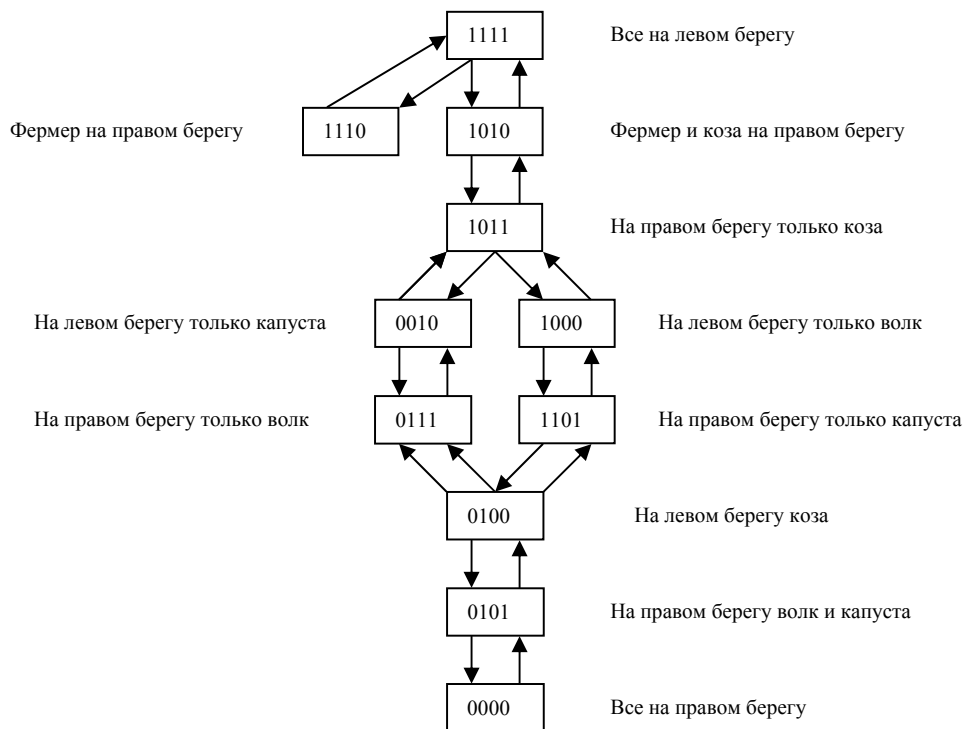 1111 Все на левом берегу
Фермер на правом берегу 1110 1010 Фермер и коза на правом берегу
1011 На правом берегу только коза
На левом берегу только капуста 0010 1000 На левом берегу только волк
На правом берегу только волк 0111 1101 На правом берегу только капуста
0100 На левом берегу коза
0101 На правом берегу волк и капуста
0000 Все на правом берегу